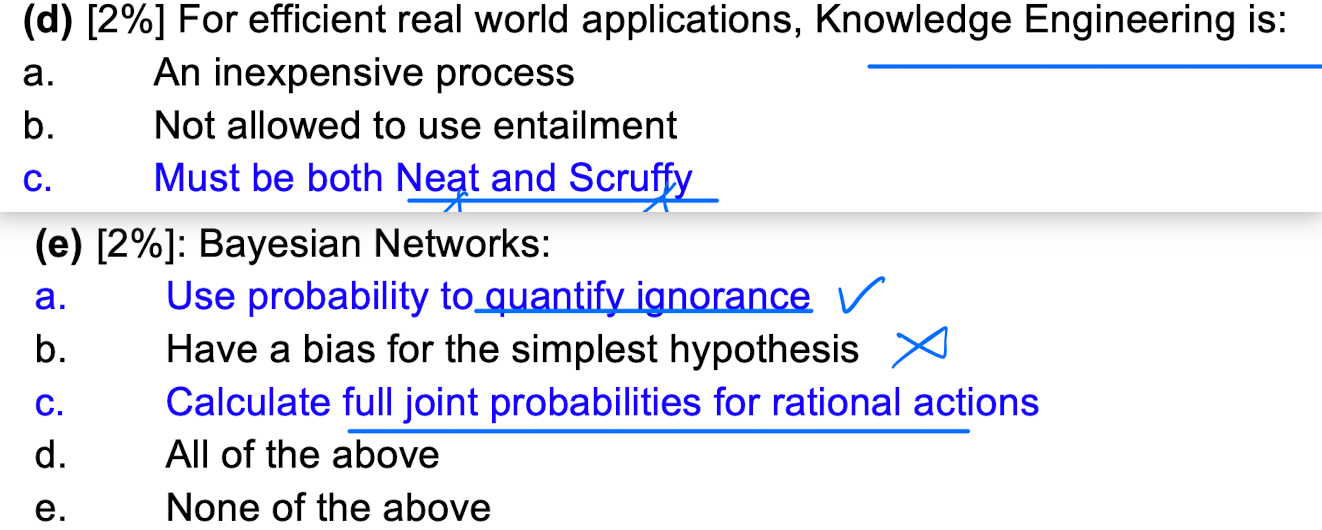 (d) [2%] For efficient real world applications, Knowledge Engineering is:
a. An inexpensive process
b. Not allowed to use entailment
c. Must be both Neat and Scruffy
(e) [2%]: Bayesian Networks:
a. Use probability to quantify ignorance
b. Have a bias for the simplest hypothesis
c. Calculate full joint probabilities for rational actions
d. All of the above
e. None of the above